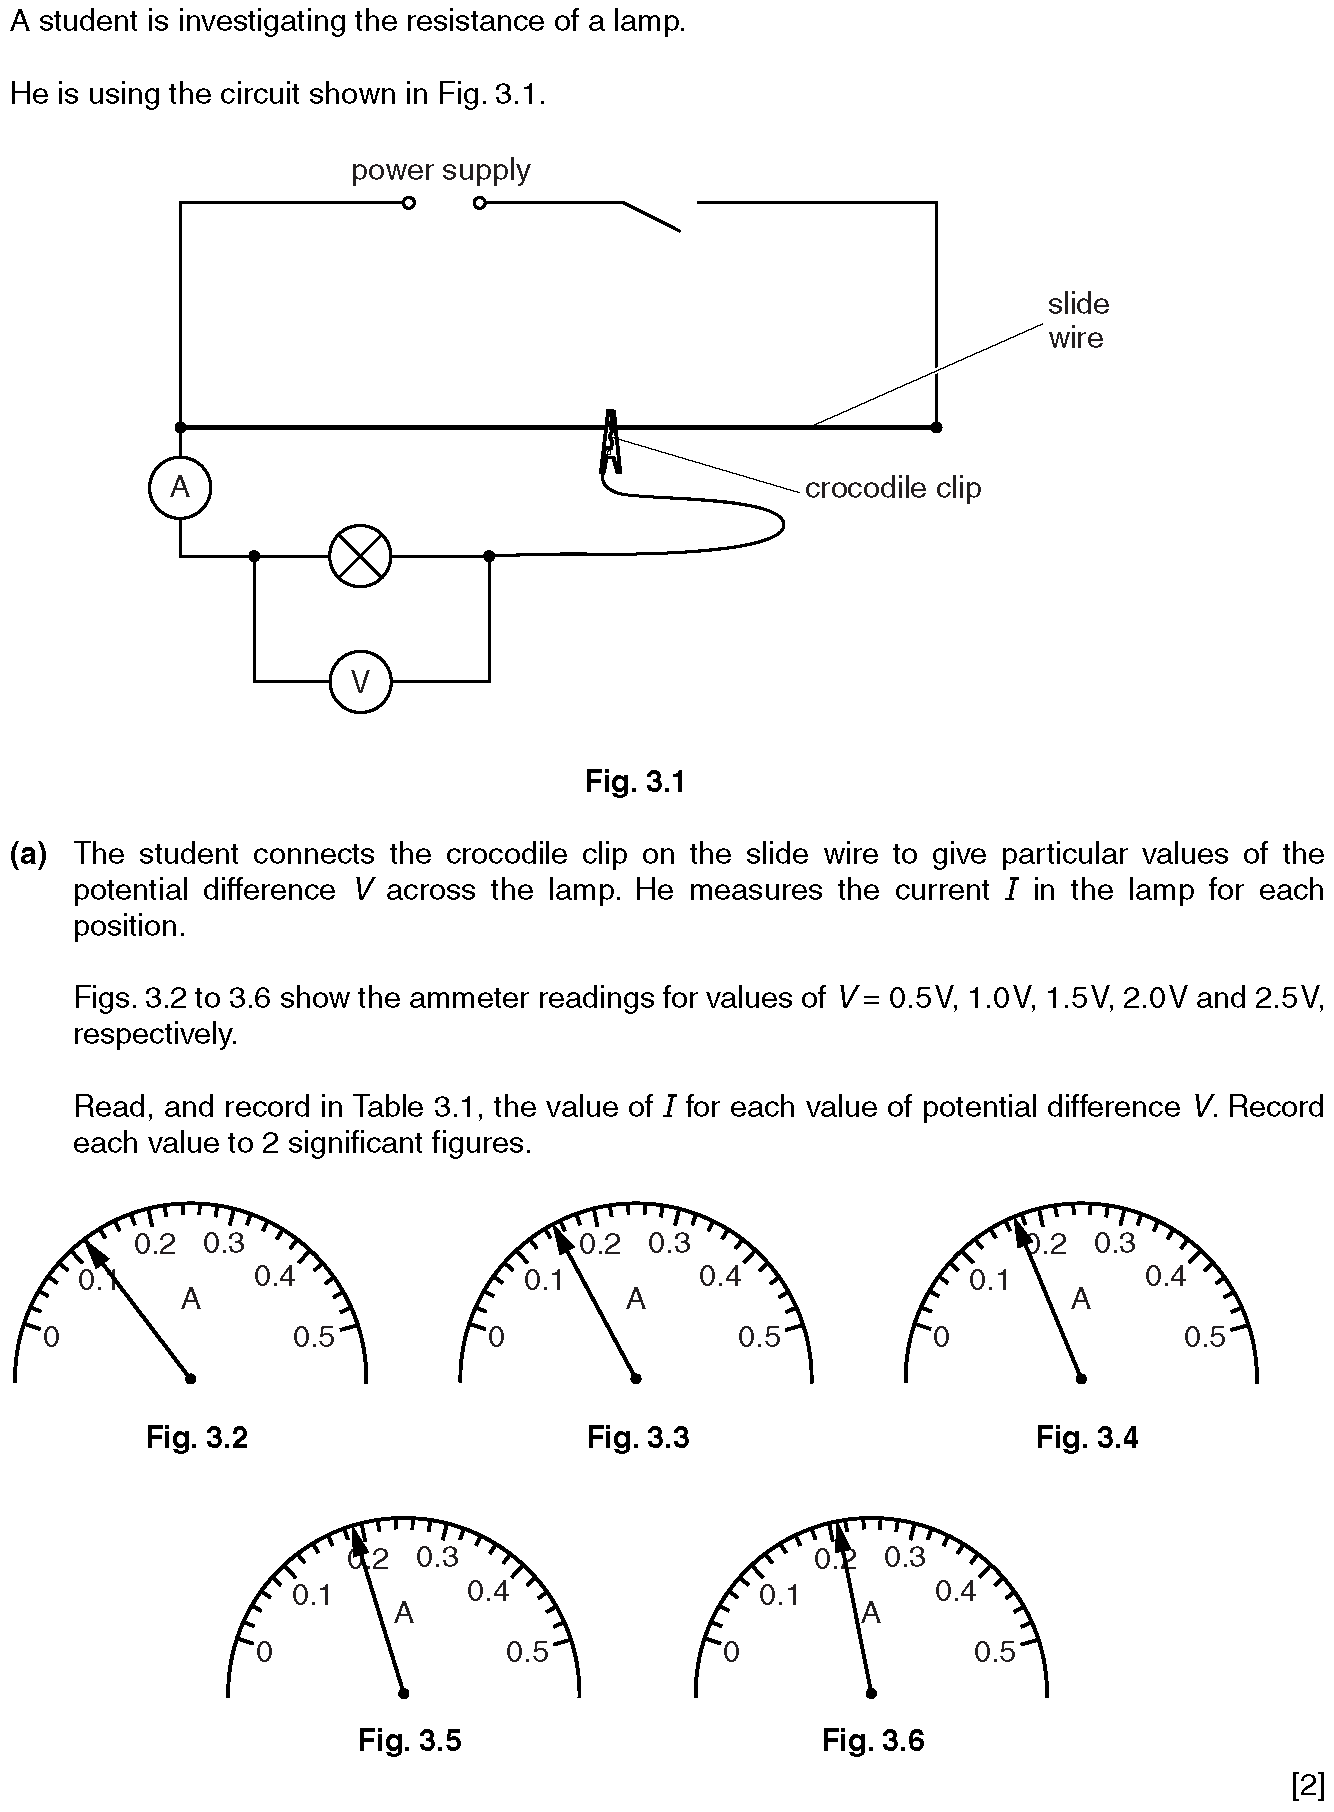 A student is investigating the resistance of a lamp.
He is using the circuit shown in Fig. 3.1.
power supply
slide
wire
A
crocodile clip
V
Fig. 3.1
(a) The student connects the crocodile clip on the slide wire to give particular values of the
potential difference V across the lamp. He measures the current I in the lamp for each
position.
Figs. 3.2 to 3.6 show the ammeter readings for values of V = 0.5V, 1.0V, 1.5V, 2.0V and 2.5V,
respectively.
Read, and record in Table 3.1, the value of I for each value of potential difference V. Record
each value to 2 significant figures.
0 0.1 0.2 0.3 0.4 0.5 A
0 0.1 0.2 0.3 0.4 0.5 A
0 0.1 0.2 0.3 0.4 0.5 A
Fig. 3.2 Fig. 3.3 Fig. 3.4
0 0.1 0.2 0.3 0.4 0.5 A
0 0.1 0.2 0.3 0.4 0.5 A
Fig. 3.5 Fig. 3.6
[2]